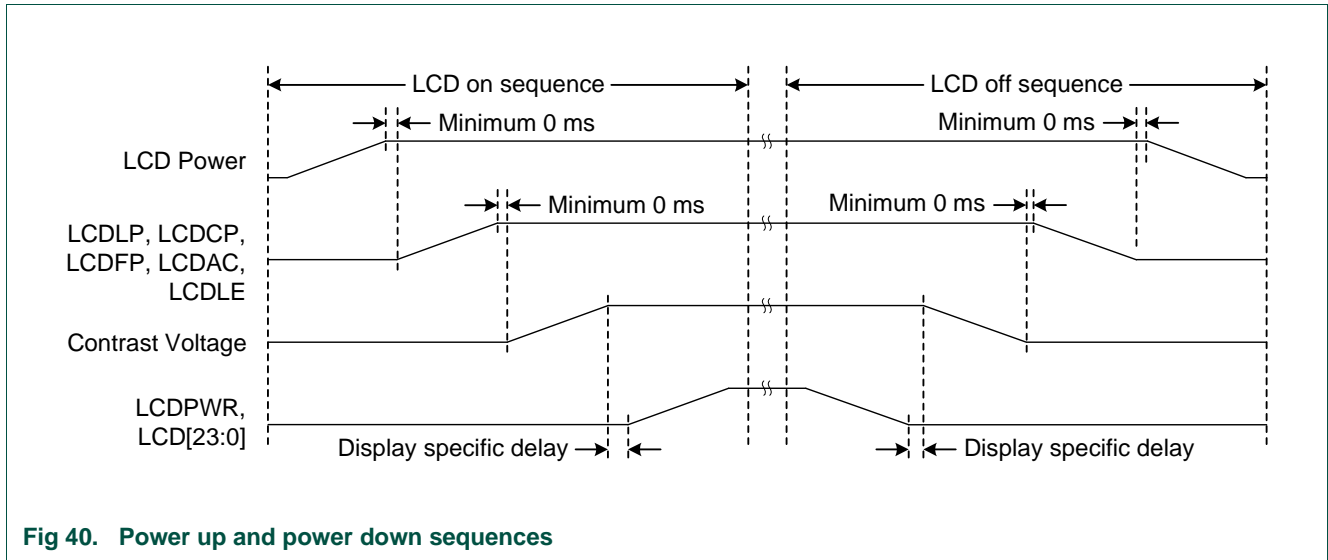 LCD on sequence
LCD off sequence
Minimum 0 ms
Minimum 0 ms
LCD Power
Minimum 0 ms
Minimum 0 ms
LCDLP, LCDCP,
LCDFP, LCDAC,
LCDLE
Contrast Voltage
LCDPWR,
LCD[23:0]
Display specific delay
Display specific delay
Fig 40. Power up and power down sequences